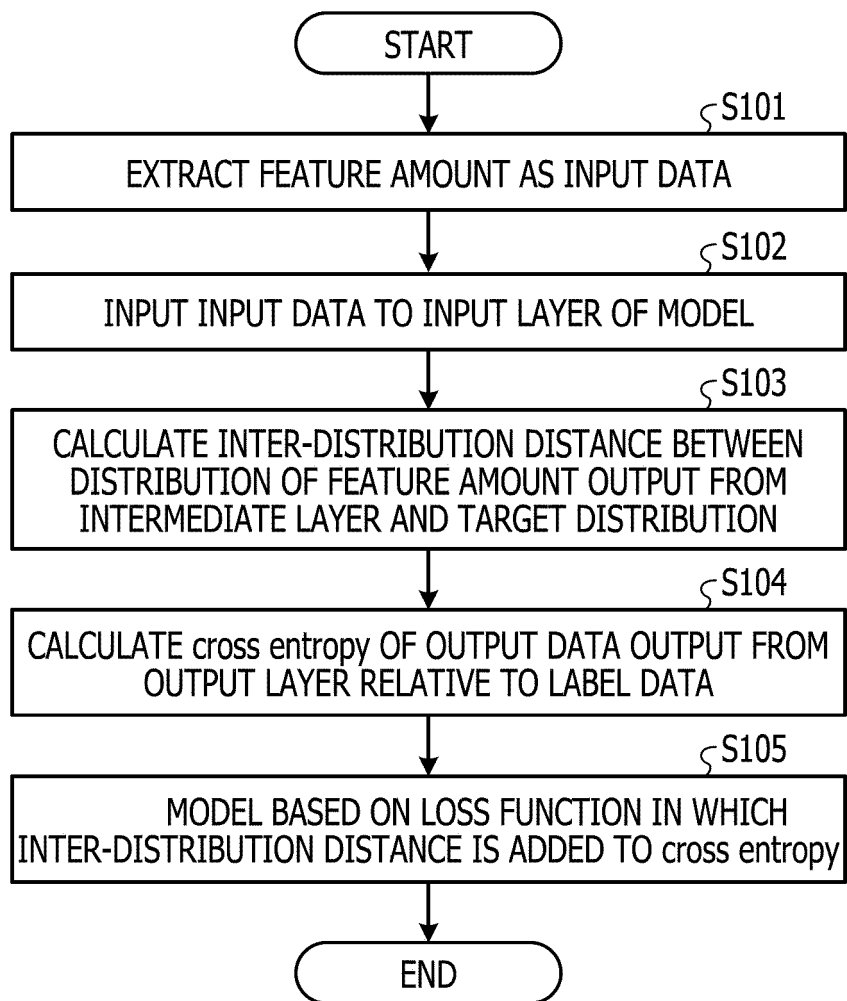 START
S101
EXTRACT FEATURE AMOUNT AS INPUT DATA
S102
INPUT INPUT DATA TO INPUT LAYER OF MODEL
S103
CALCULATE INTER-DISTRIBUTION DISTANCE BETWEEN
DISTRIBUTION OF FEATURE AMOUNT OUTPUT FROM
INTERMEDIATE LAYER AND TARGET DISTRIBUTION
S104
CALCULATE cross entropy OF OUTPUT DATA OUTPUT FROM
OUTPUT LAYER RELATIVE TO LABEL DATA
S105
MODEL BASED ON LOSS FUNCTION IN WHICH
INTER-DISTRIBUTION DISTANCE IS ADDED TO cross entropy
END